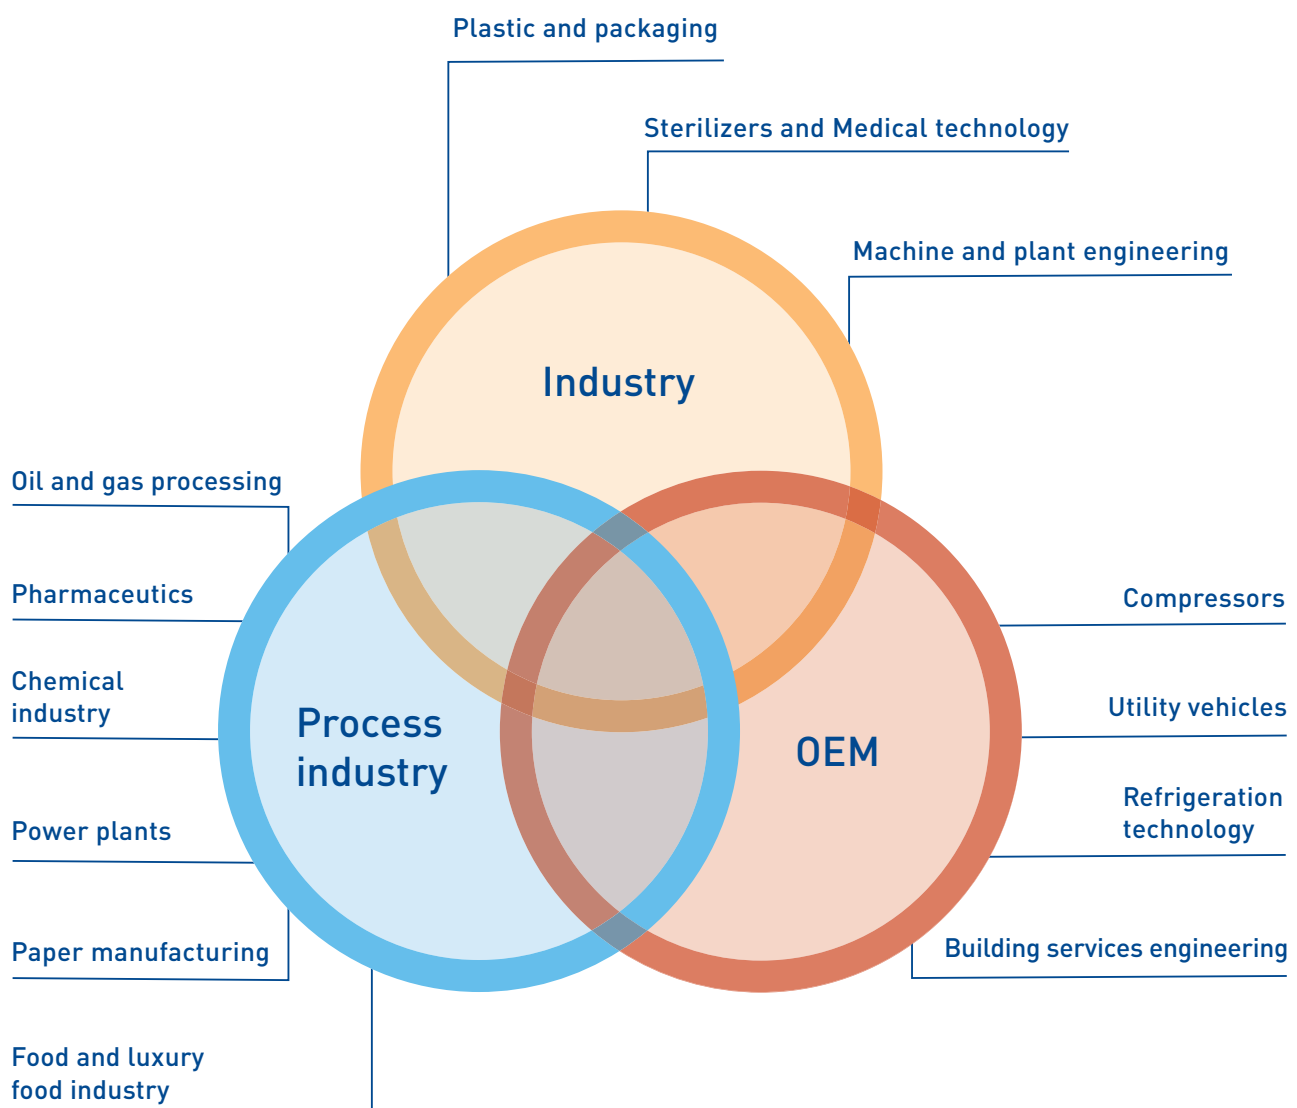 Plastic and packaging
Sterilizers and Medical technology
Machine and plant engineering
Industry
Oil and gas processing
Pharmaceutics
Chemical
industry
Power plants
Paper manufacturing
Food and luxury
food industry
Process
industry
OEM
Compressors
Utility vehicles
Refrigeration
technology
Building services engineering